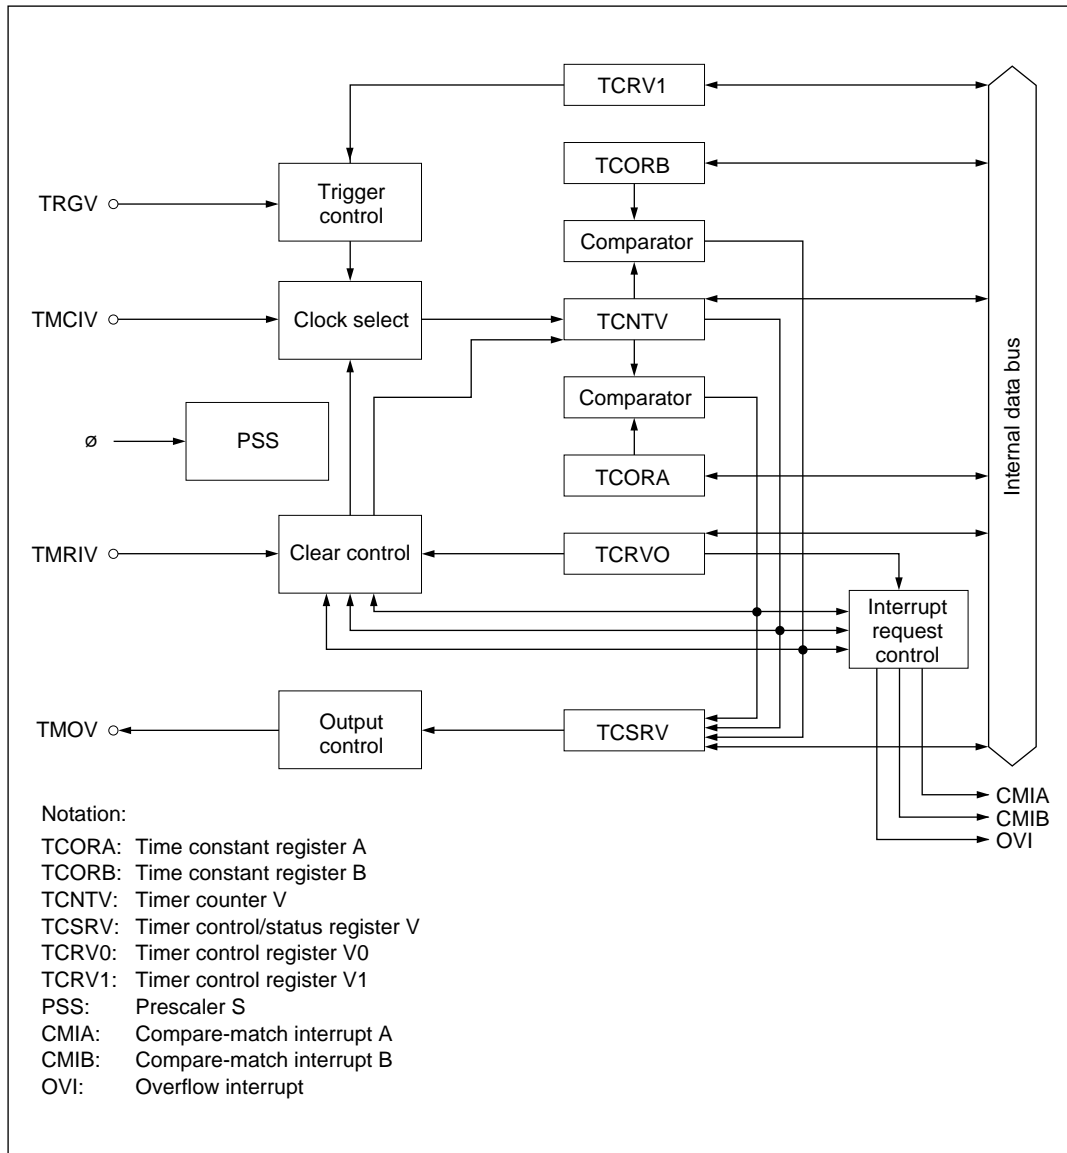 TCRV1
TCORB
TRGV
Trigger
control
Comparator
TMCIV
Clock select
TCNTV
Comparator
ø
PSS
TCORA
Internal data bus
TMRIV
Clear control
TCRVO
Interrupt
request
control
TMOV
Output
control
TCSRV
CMIA
CMIB
OVI
Notation:
TCORA: Time constant register A
TCORB: Time constant register B
TCNTV: Timer counter V
TCSRV: Timer control/status register V
TCRV0: Timer control register V0
TCRV1: Timer control register V1
PSS: Prescaler S
CMIA: Compare-match interrupt A
CMIB: Compare-match interrupt B
OVI: Overflow interrupt